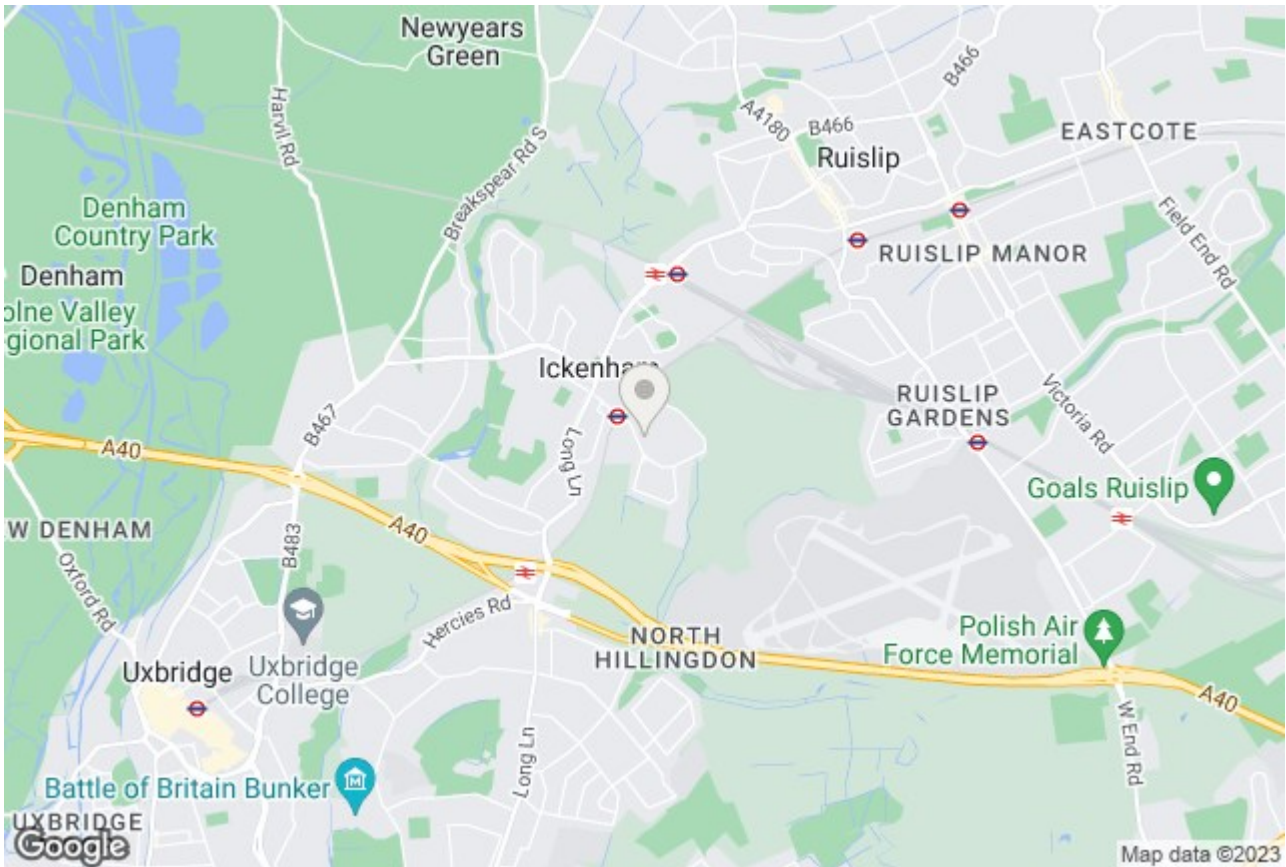 Newyears
Green
B466
A4180
B466
EASTCOTE
Harvil Rd
Ruislip
Breakspear Rd S
Denham
Country Park
Field End Rd
RUISLIP MANOR
Denham
olne Valley
gional Park
Ickenham
RUISLIP
GARDENS
Victoria Rd
B467
Long Ln
A40
Goals Ruislip
W DENHAM
B483
A40
Oxford Rd
Hercies Rd
Polish Air
Force Memorial
NORTH
HILLINGDON
Uxbridge
Uxbridge
College
A40
W End Rd
Long Ln
Battle of Britain Bunker
UXBRIDGE
Google
Map data ©2023